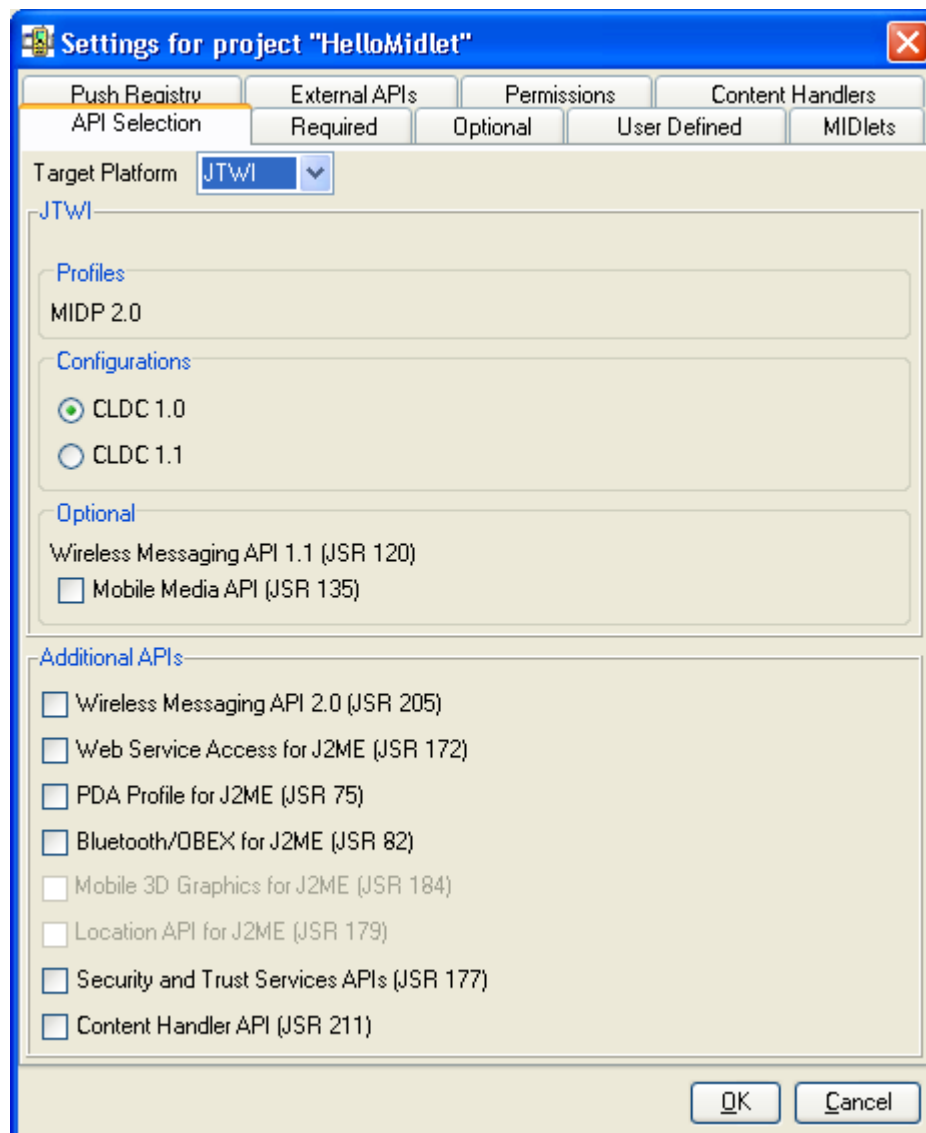 Settings for project "HelloMidlet"
Push Registry External APIs Permissions Content Handlers
API Selection Required Optional User Defined MIDlets
Target Platform JTWI
JTWI
Profiles
MIDP 2.0
Configurations
CLDC 1.0
CLDC 1.1
Optional
Wireless Messaging API 1.1 (JSR 120)
Mobile Media API (JSR 135)
Additional APIs
Wireless Messaging API 2.0 (JSR 205)
Web Service Access for J2ME (JSR 172)
PDA Profile for J2ME (JSR 75)
Bluetooth/OBEX for J2ME (JSR 82)
Mobile 3D Graphics for J2ME (JSR 184)
Location API for J2ME (JSR 179)
Security and Trust Services APIs (JSR 177)
Content Handler API (JSR 211)
OK Cancel